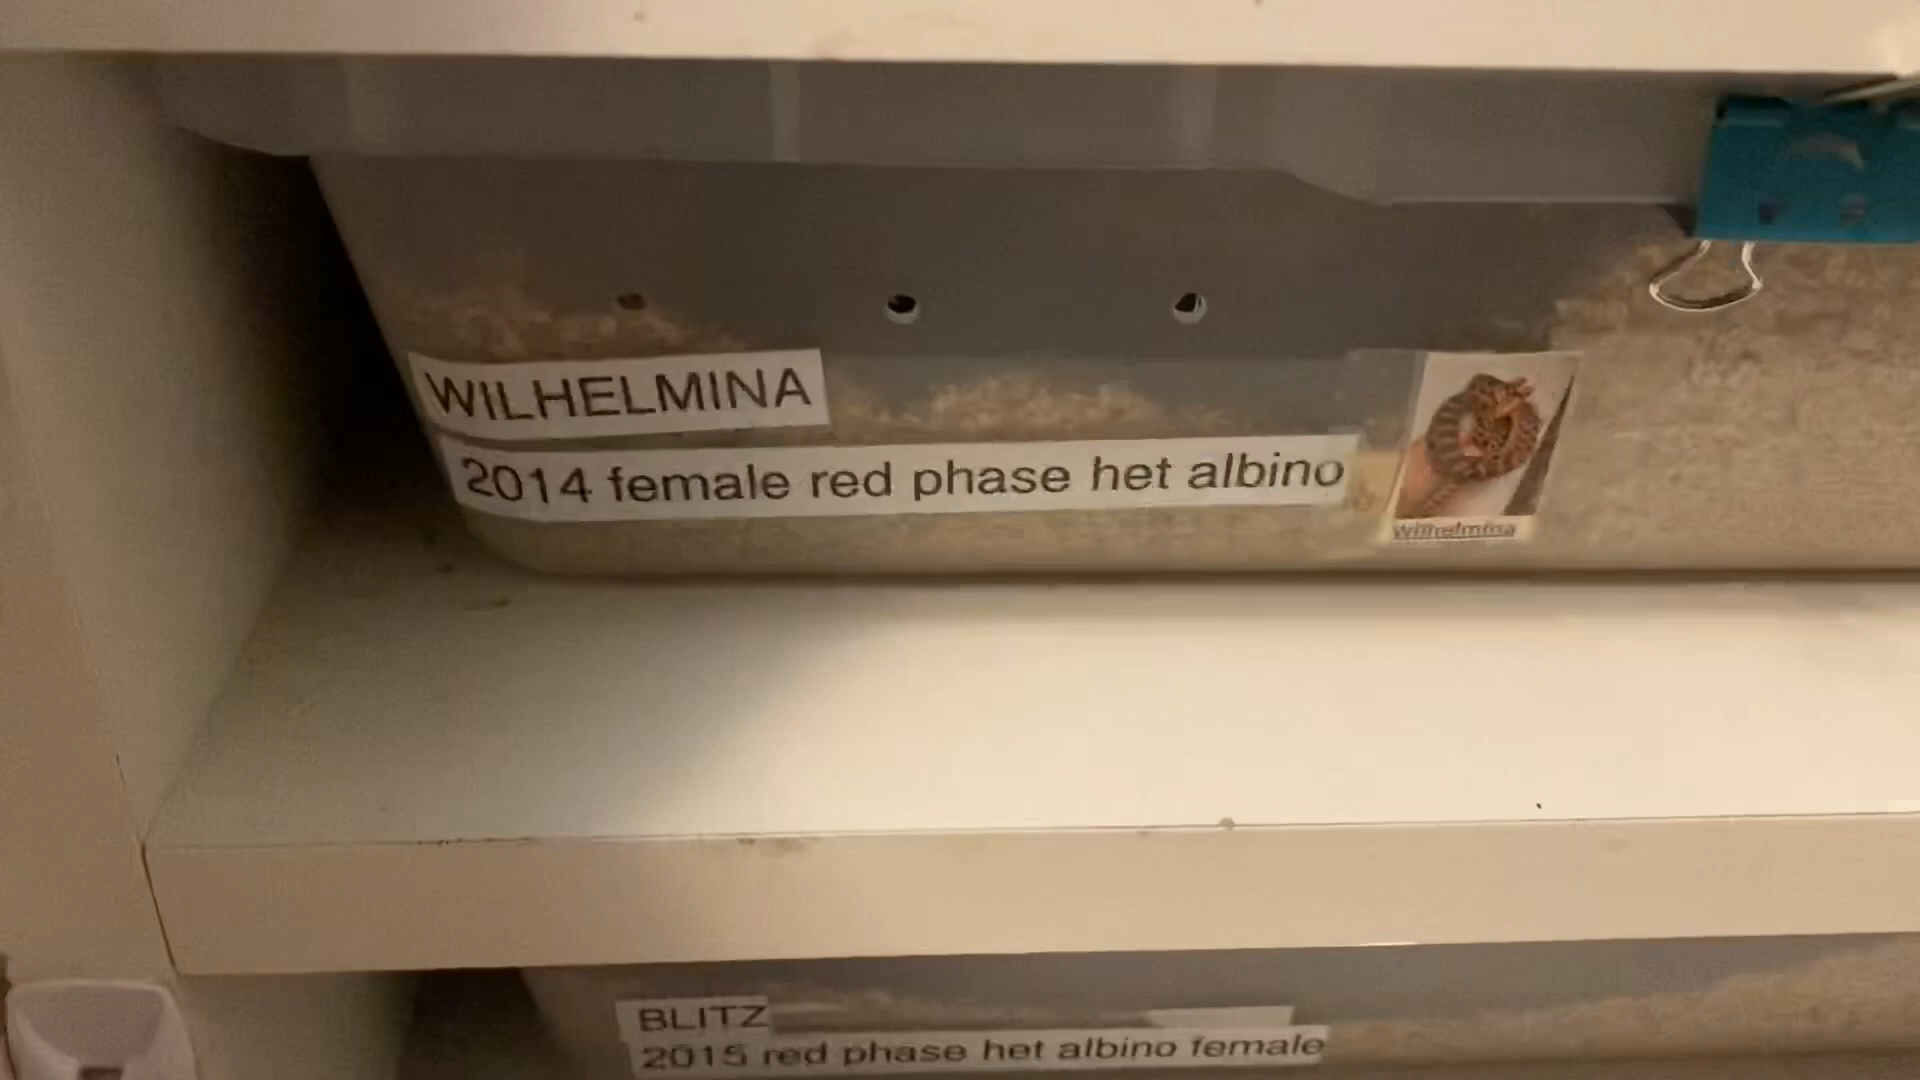 WILHELMINA
2014 female red phase het albino
Wilhelmina
BLITZ
2015 red phase het albino female